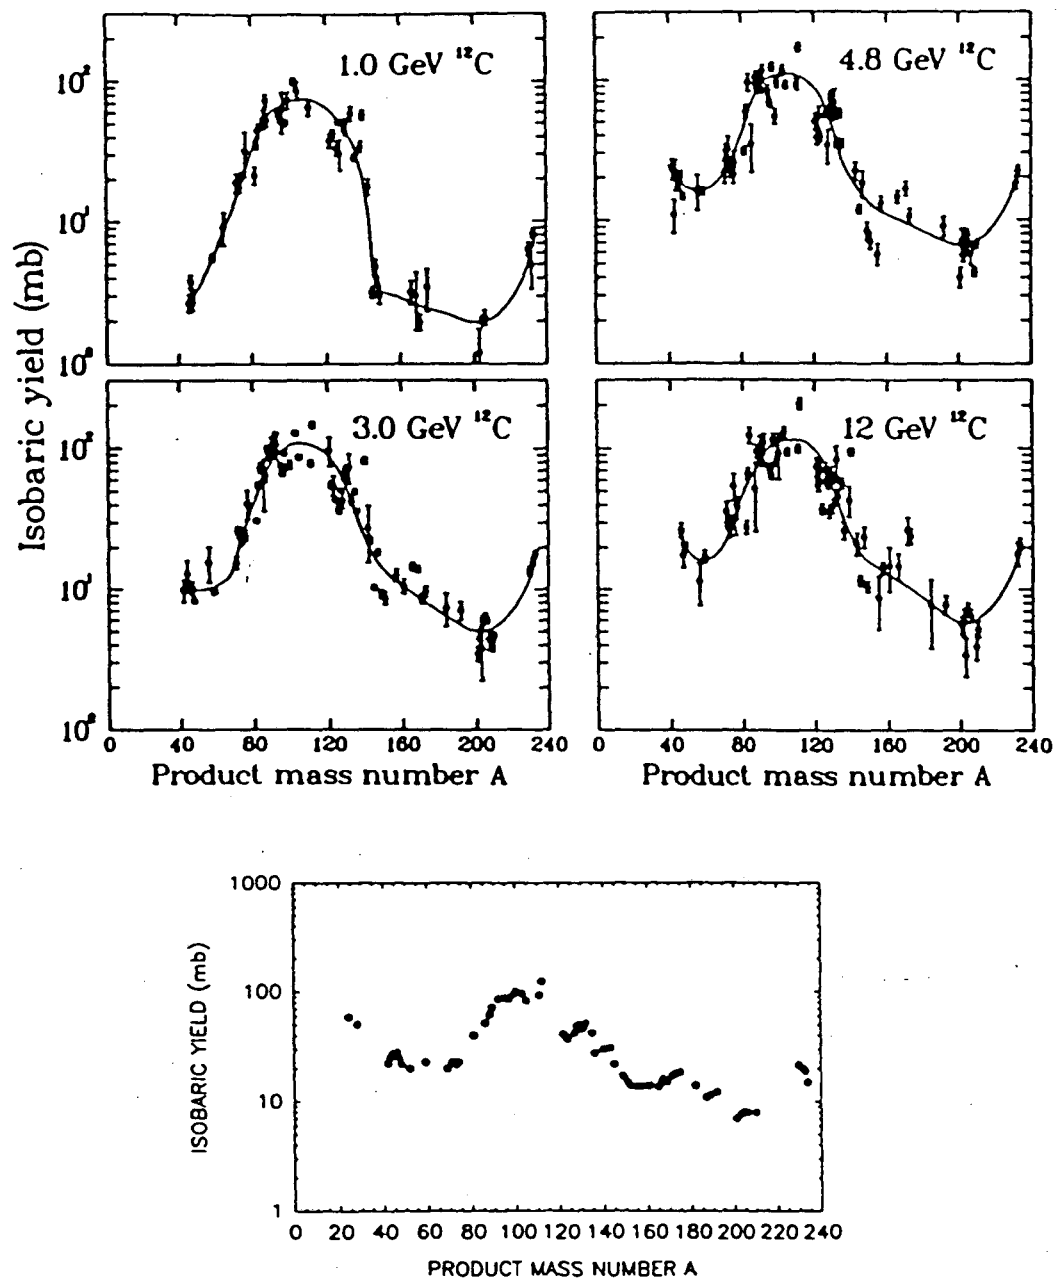 Isobaric yield (mb)
10²
10¹
10⁰
1.0 GeV ¹²C
4.8 GeV ¹²C
10²
10¹
10⁰
3.0 GeV ¹²C
12 GeV ¹²C
0 40 80 120 160 200 240
0 40 80 120 160 200 240
Product mass number A
Product mass number A
ISOBARIC YIELD (mb)
1000
100
10
1
0 20 40 60 80 100 120 140 160 180 200 220 240
PRODUCT MASS NUMBER A